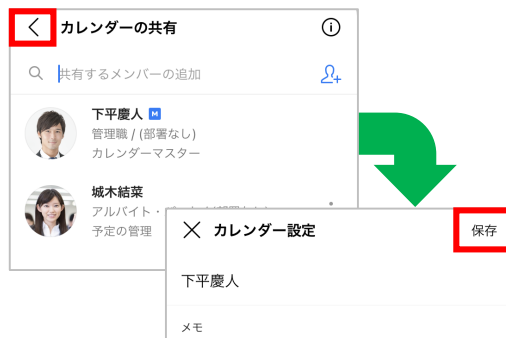 カレンダーの共有
共有するメンバーの追加
下平慶人 M
管理職 / (部署なし)
カレンダーマスター
城木結菜
アルバイト・
予定の管理
カレンダー設定
保存
下平慶人
メモ